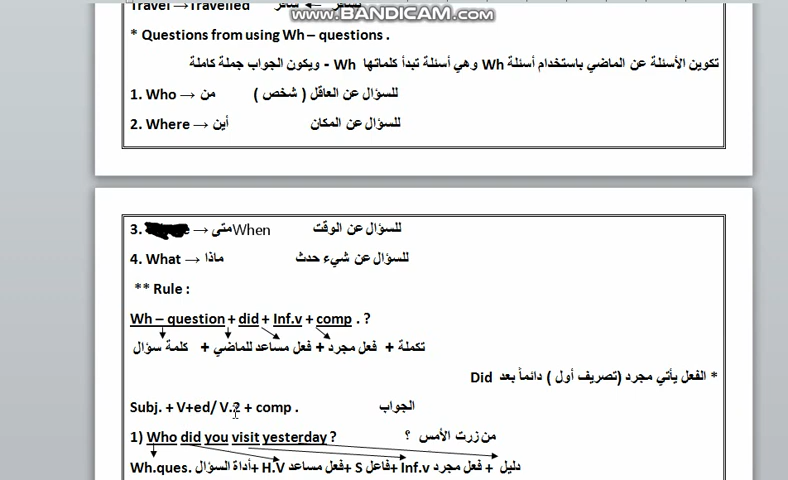 Travel → Travelled يسافر ← سافر
www.BANDICAM.com
* Questions from using Wh – questions .
تكوين الأسئلة عن الماضي باستخدام أسئلة Wh وهي أسئلة تبدأ كلماتها Wh - ويكون الجواب جملة كاملة
1. Who → من للسؤال عن العاقل ( شخص )
2. Where → أين للسؤال عن المكان
3. → متى When للسؤال عن الوقت
4. What → ماذا للسؤال عن شيء حدث
** Rule :
Wh – question + did + Inf.v + comp . ?
كلمة سؤال + فعل مساعد للماضي + فعل مجرد + تكملة
* الفعل يأتي مجرد (تصريف أول ) دائماً بعد Did
Subj. + V+ed/ V.2 + comp . الجواب
1) Who did you visit yesterday ? من زرت الأمس ؟
Wh.ques. أداة السؤال+ H.V فعل مساعد +S فاعل+ Inf.v فعل مجرد + دليل